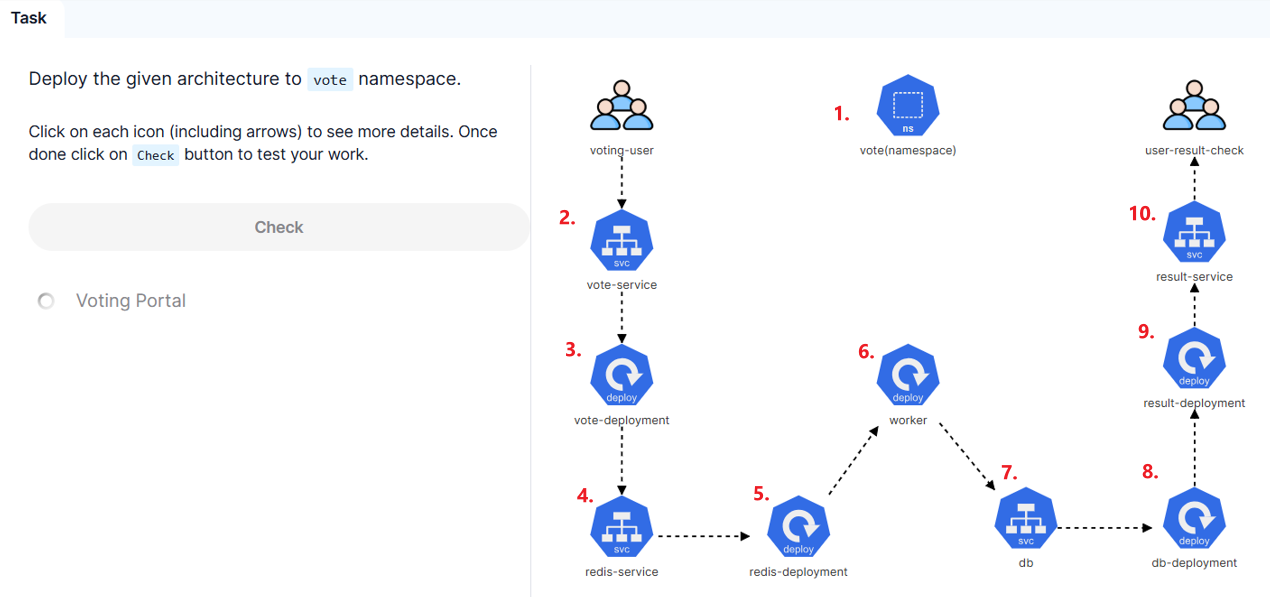 Task
Deploy the given architecture to vote namespace.
Click on each icon (including arrows) to see more details. Once
done click on Check button to test your work.
Check
Voting Portal
voting-user
1.
ns
vote(namespace)
user-result-check
2.
svc
vote-service
10.
svc
result-service
3.
deploy
vote-deployment
6.
deploy
worker
9.
deploy
result-deployment
4.
svc
redis-service
5.
deploy
redis-deployment
7.
svc
db
8.
deploy
db-deployment